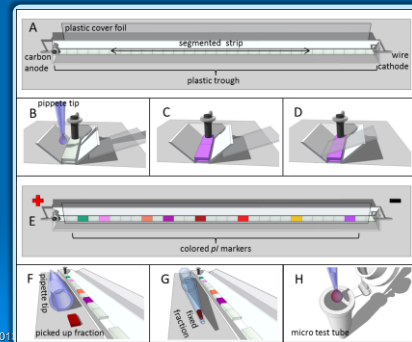 A
plastic cover foil
segmented strip
carbon anode
wire cathode
plastic trough
B
pippete tip
C
D
+
-
E
colored pI markers
F
pipette tip
picked up fraction
G
fixed fraction
H
micro test tube